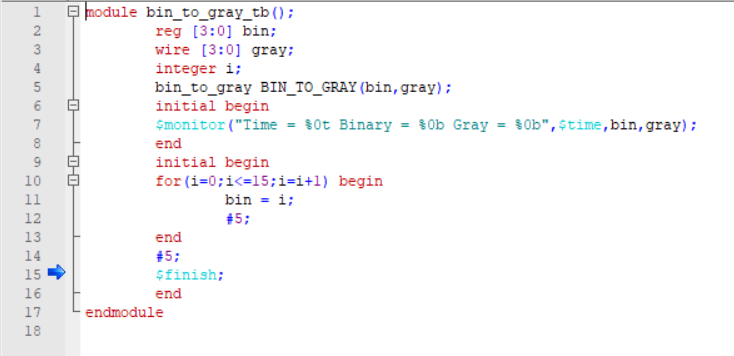 1 module bin_to_gray_tb();
2 reg [3:0] bin;
3 wire [3:0] gray;
4 integer i;
5 bin_to_gray BIN_TO_GRAY(bin,gray);
6 initial begin
7 $monitor("Time = %0t Binary = %0b Gray = %0b",$time,bin,gray);
8 end
9 initial begin
10 for(i=0;i<=15;i=i+1) begin
11 bin = i;
12 #5;
13 end
14 #5;
15 $finish;
16 end
17 endmodule
18